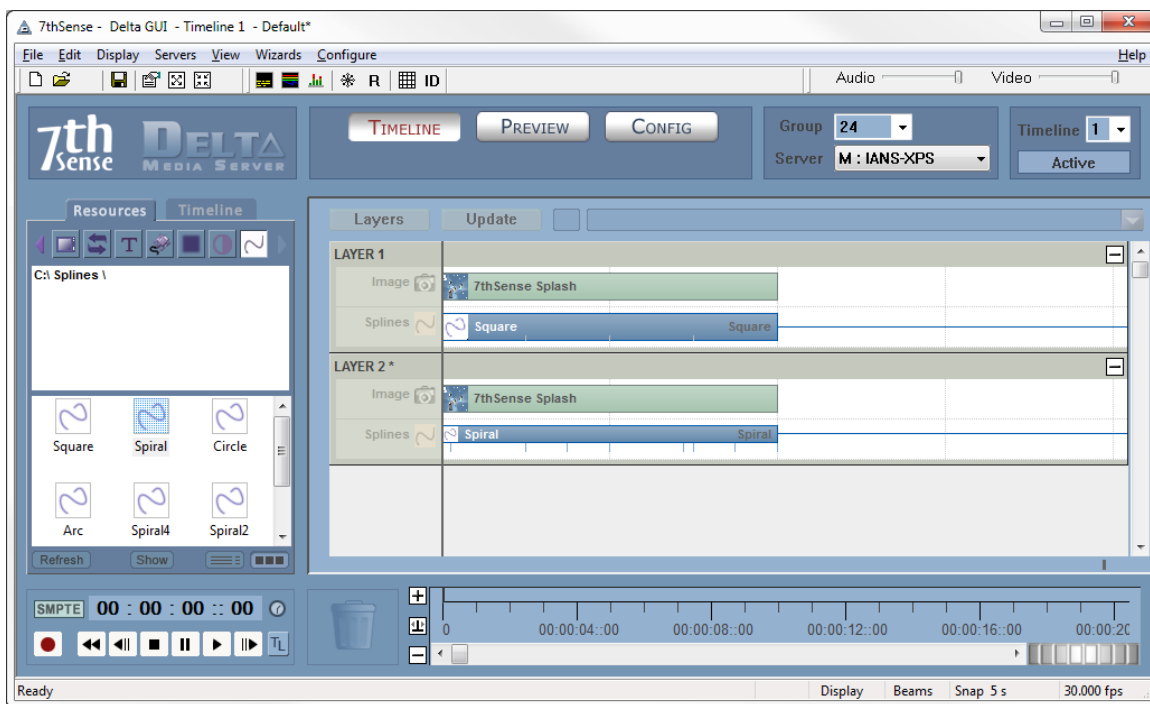 7thSense - Delta GUI - Timeline 1 - Default*
File Edit Display Servers View Wizards Configure Help
R ID Audio Video
7th Sense DELTA MEDIA SERVER
TIMELINE PREVIEW CONFIG
Group 24
Server M : IANS-XPS
Timeline 1
Active
Resources Timeline
T
C:\ Splines \
Square Spiral Circle
Arc Spiral4 Spiral2
Refresh Show
Layers Update
LAYER 1
Image 7thSense Splash
Splines Square Square
LAYER 2 *
Image 7thSense Splash
Splines Spiral Spiral
SMPTE 00 : 00 : 00 :: 00
TL
0 00:00:04::00 00:00:08::00 00:00:12::00 00:00:16::00 00:00:20
Ready Display Beams Snap 5 s 30.000 fps